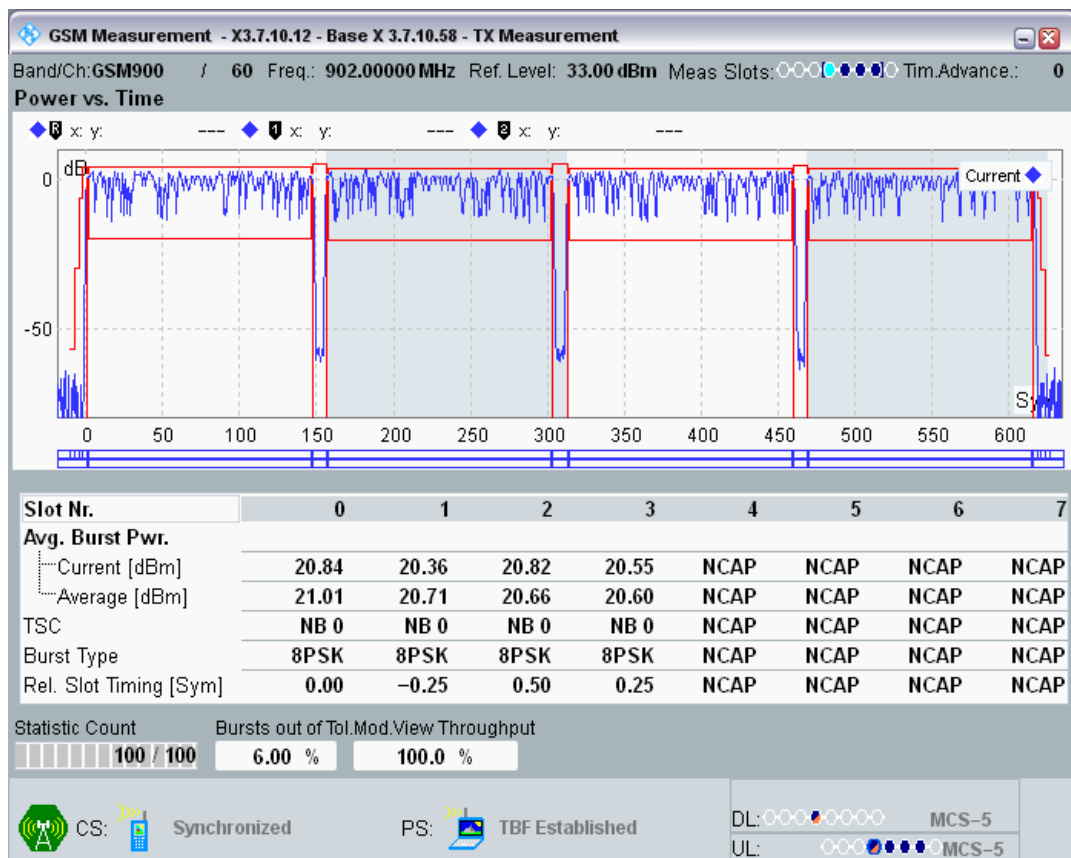 GSM Measurement - X3.7.10.12 - Base X 3.7.10.58 - TX Measurement
Band/Ch:GSM900 / 60 Freq.: 902.00000 MHz Ref. Level: 33.00 dBm Meas Slots: Tim.Advance.: 0
Power vs. Time
R x: y: --- 1 x: y: --- 2 x: y: ---
dB
0
Current
-50
0 50 100 150 200 250 300 350 400 450 500 550 600
Slot Nr. 0 1 2 3 4 5 6 7
Avg. Burst Pwr.
Current [dBm] 20.84 20.36 20.82 20.55 NCAP NCAP NCAP NCAP
Average [dBm] 21.01 20.71 20.66 20.60 NCAP NCAP NCAP NCAP
TSC NB 0 NB 0 NB 0 NB 0 NCAP NCAP NCAP NCAP
Burst Type 8PSK 8PSK 8PSK 8PSK NCAP NCAP NCAP NCAP
Rel. Slot Timing [Sym] 0.00 −0.25 0.50 0.25 NCAP NCAP NCAP NCAP
Statistic Count Bursts out of Tol. Mod.View Throughput
100 / 100 6.00 % 100.0 %
CS: Synchronized PS: TBF Established
DL: MCS−5
UL: MCS−5